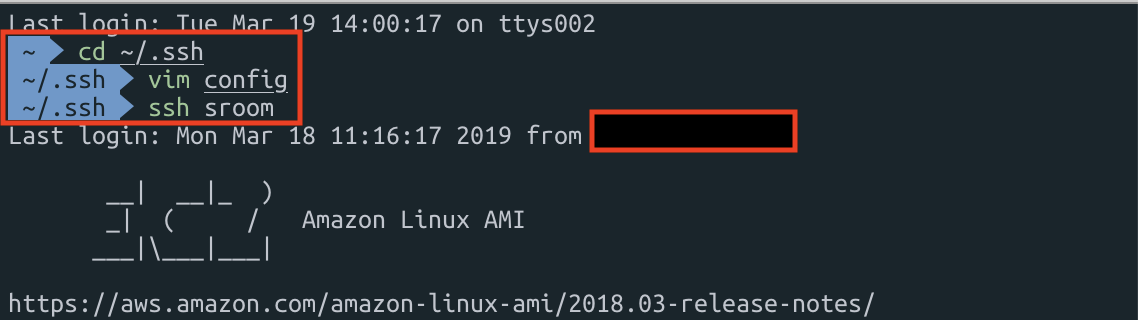 Last login: Tue Mar 19 14:00:17 on ttys002
~ cd ~/.ssh
~/.ssh vim config
~/.ssh ssh sroom
Last login: Mon Mar 18 11:16:17 2019 from
__|  __|_  )
_|  (     /   Amazon Linux AMI
___|\___|___|
https://aws.amazon.com/amazon-linux-ami/2018.03-release-notes/